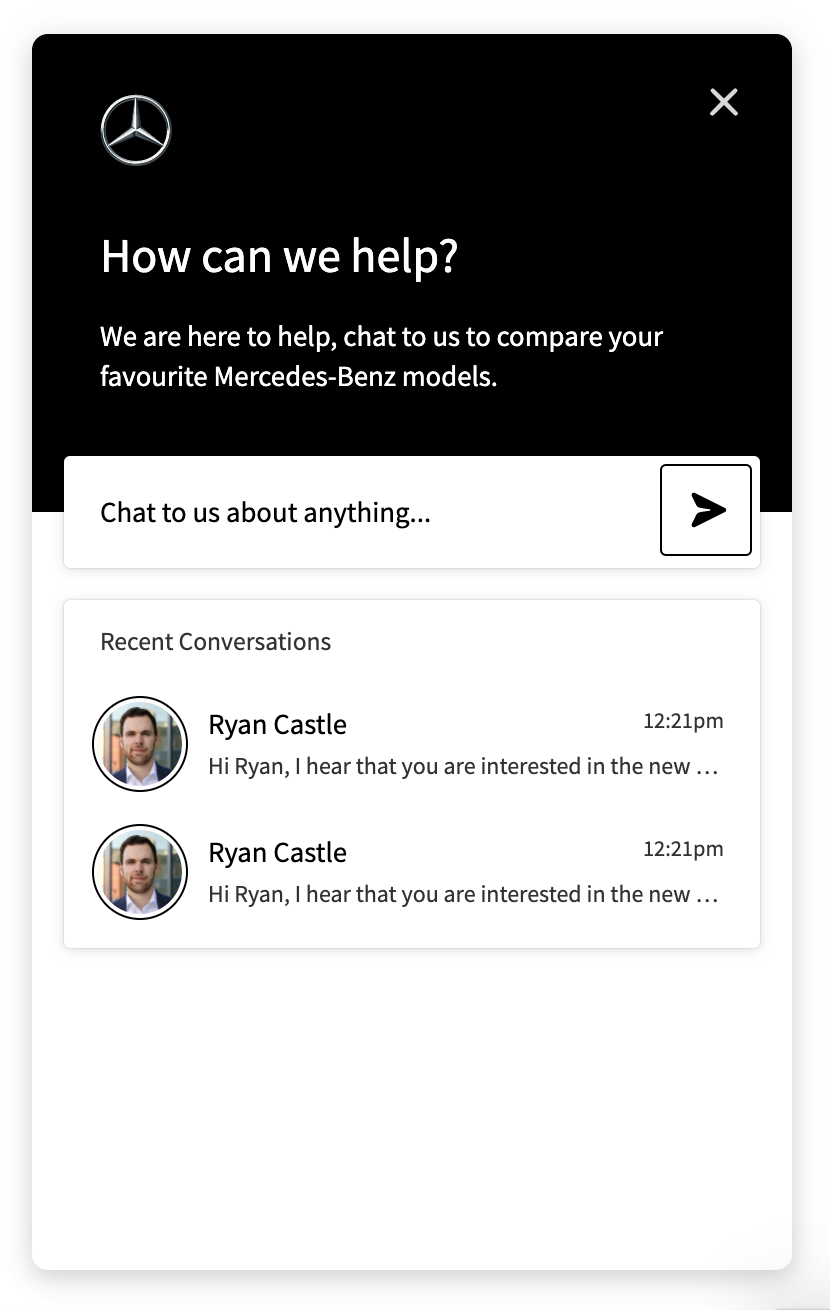 How can we help?
We are here to help, chat to us to compare your
favourite Mercedes-Benz models.
Chat to us about anything...
Recent Conversations
Ryan Castle
12:21pm
Hi Ryan, I hear that you are interested in the new …
Ryan Castle
12:21pm
Hi Ryan, I hear that you are interested in the new …